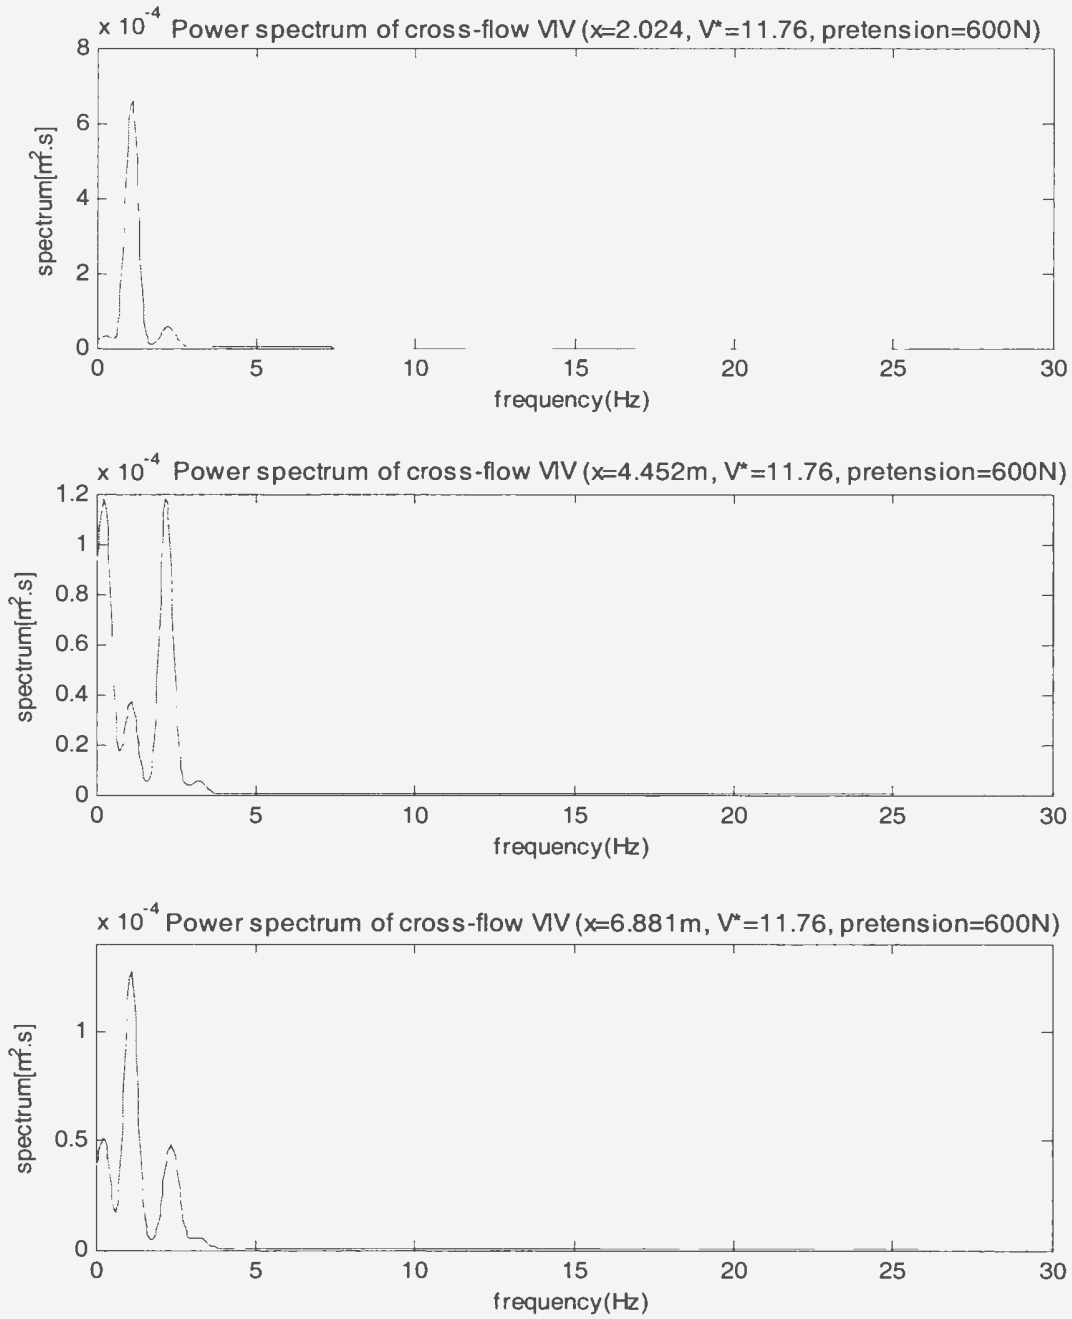 x 10-4 Power spectrum of cross-flow VIV (x=2.024, V*=11.76, pretension=600N)
8
6
4
2
0
spectrum[m2.s]
0 5 10 15 20 25 30
frequency(Hz)
x 10-4 Power spectrum of cross-flow VIV (x=4.452m, V*=11.76, pretension=600N)
1.2
1
0.8
0.6
0.4
0.2
0
spectrum[m2.s]
0 5 10 15 20 25 30
frequency(Hz)
x 10-4 Power spectrum of cross-flow VIV (x=6.881m, V*=11.76, pretension=600N)
1
0.5
0
spectrum[m2.s]
0 5 10 15 20 25 30
frequency(Hz)